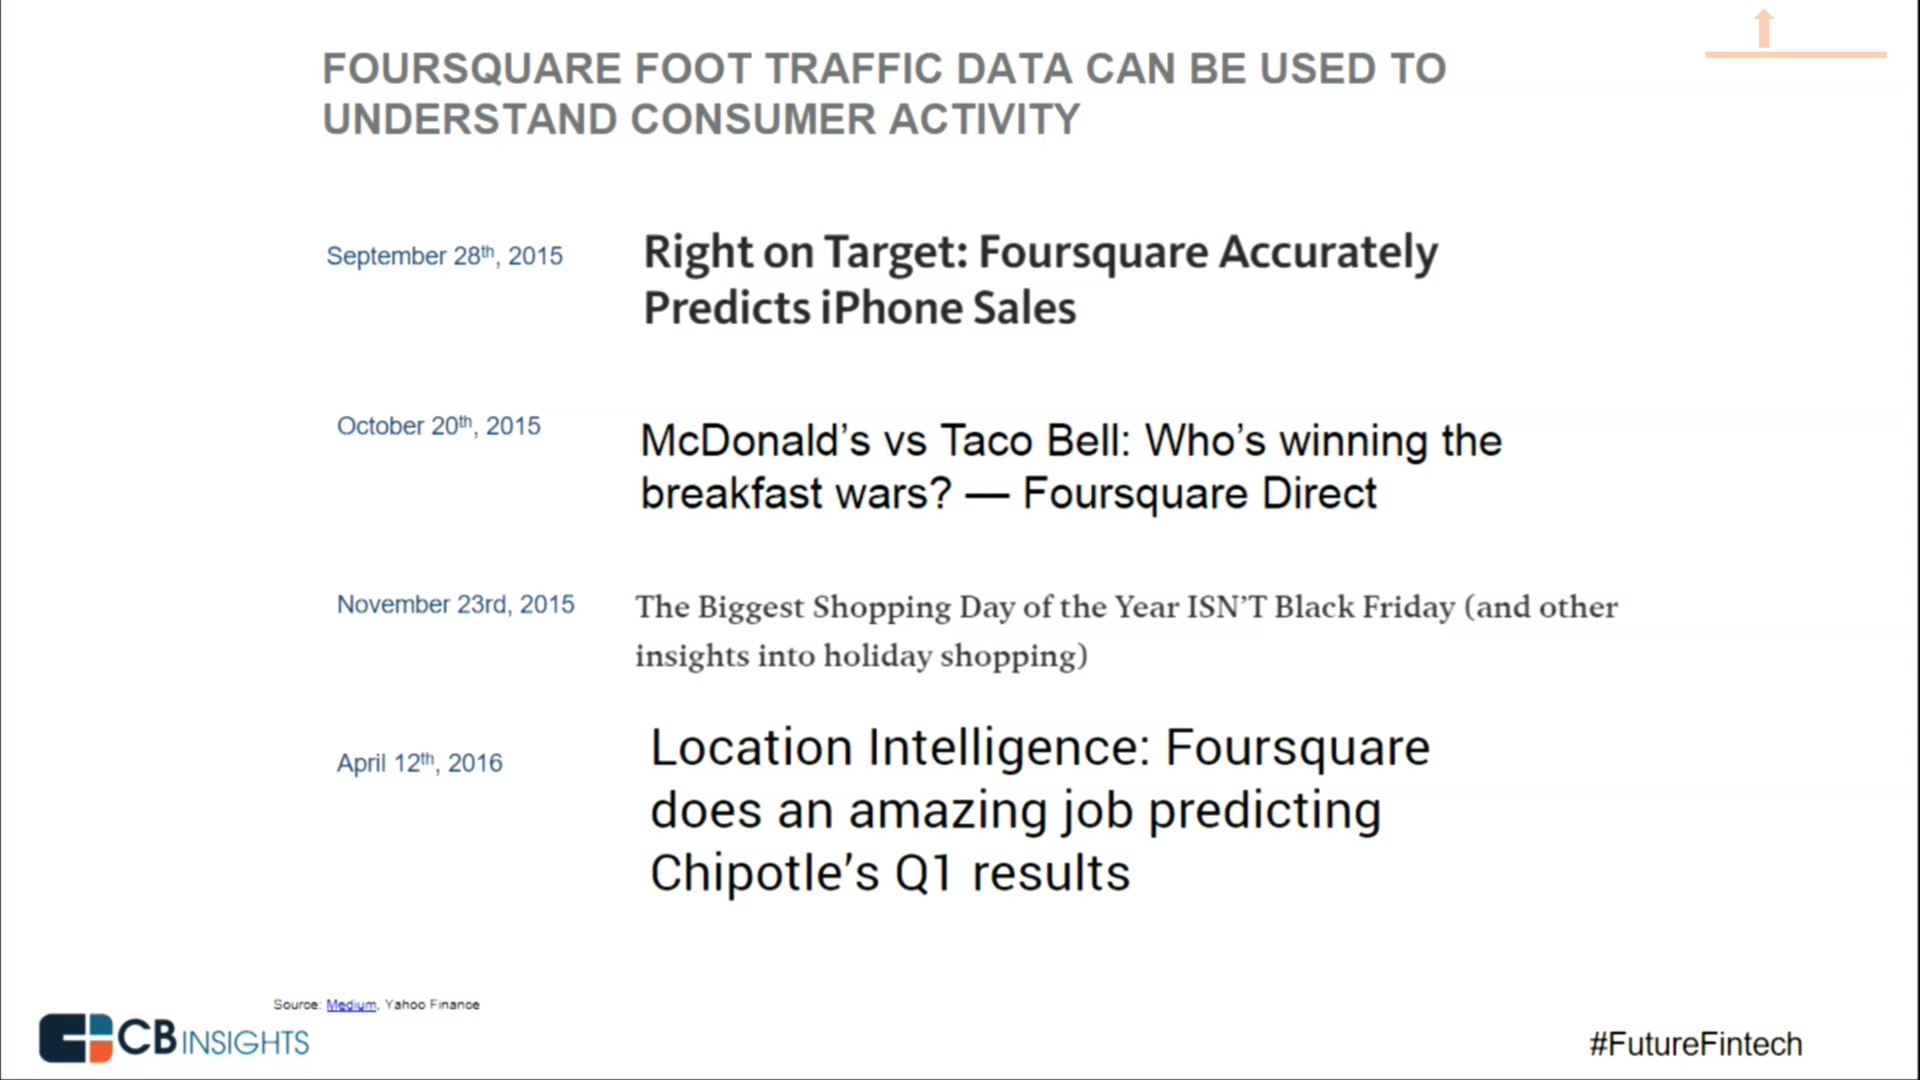 FOURSQUARE FOOT TRAFFIC DATA CAN BE USED TO
UNDERSTAND CONSUMER ACTIVITY
September 28th, 2015
Right on Target: Foursquare Accurately
Predicts iPhone Sales
October 20th, 2015
McDonald’s vs Taco Bell: Who’s winning the
breakfast wars? — Foursquare Direct
November 23rd, 2015
The Biggest Shopping Day of the Year ISN’T Black Friday (and other
insights into holiday shopping)
April 12th, 2016
Location Intelligence: Foursquare
does an amazing job predicting
Chipotle’s Q1 results
Source: Medium, Yahoo Finance
CBINSIGHTS
#FutureFintech